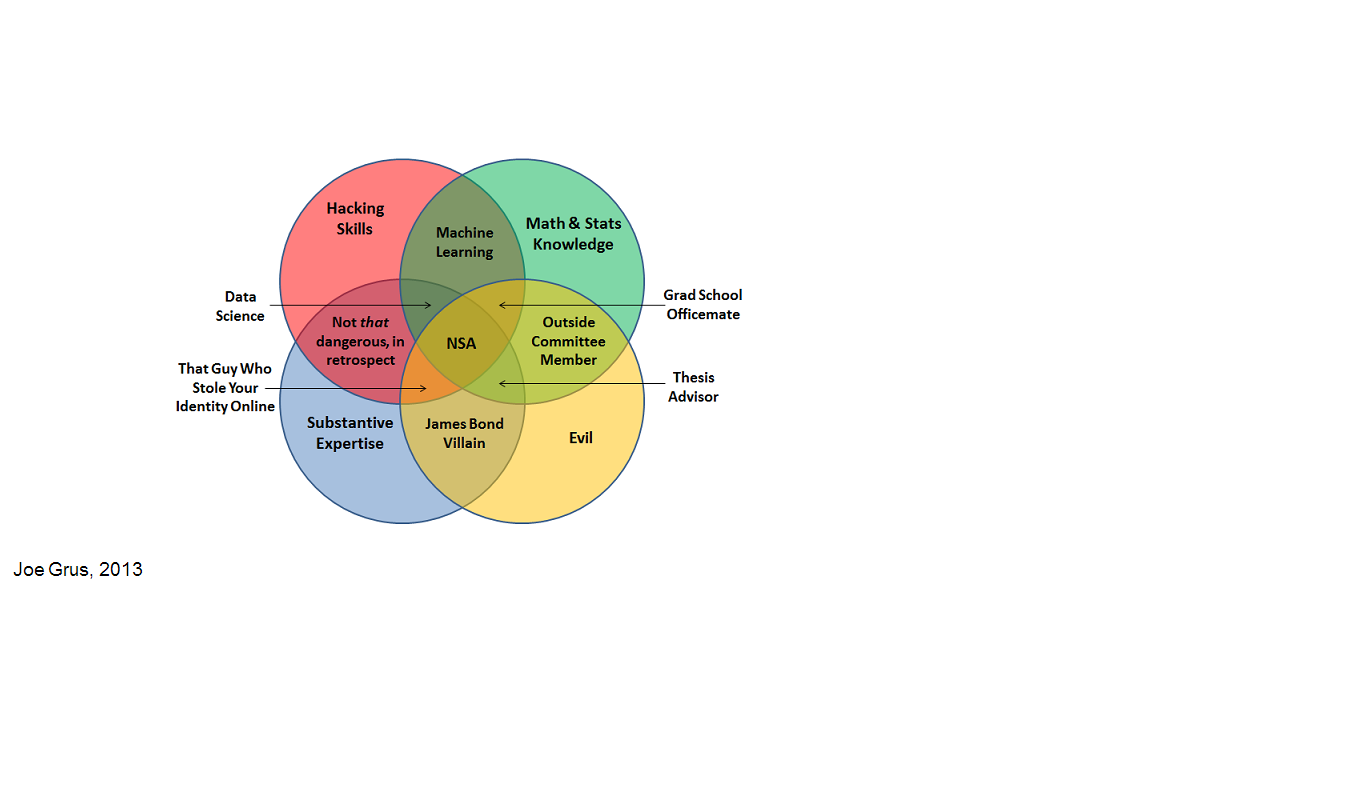 Hacking
Skills
Machine
Learning
Math & Stats
Knowledge
Data
Science
Grad School
Officemate
Not that
dangerous, in
retrospect
NSA
Outside
Committee
Member
That Guy Who
Stole Your
Identity Online
Thesis
Advisor
Substantive
Expertise
James Bond
Villain
Evil
Joe Grus, 2013